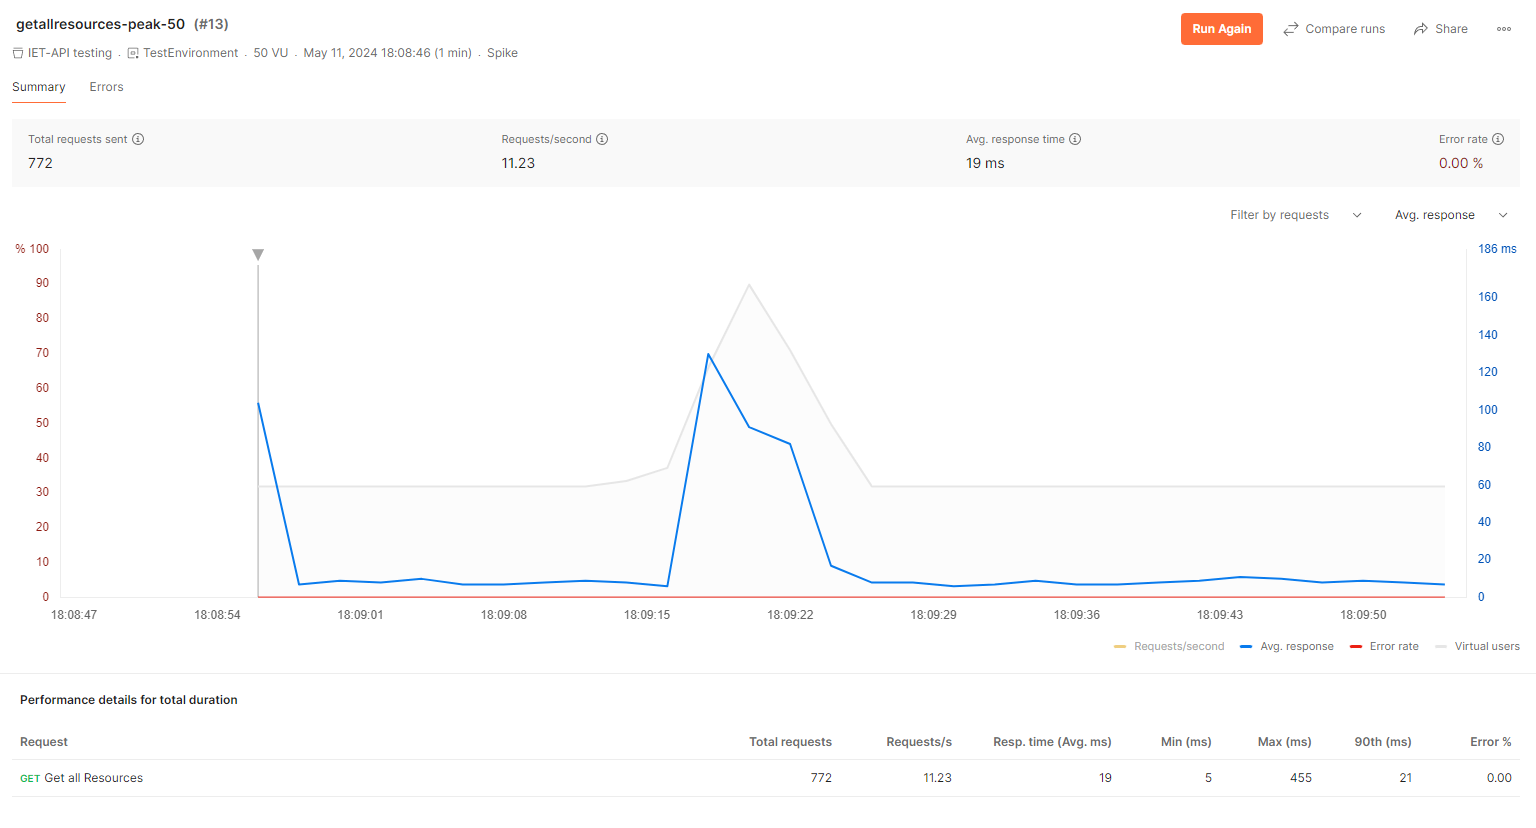 getallresources-peak-50 (#13)
Run Again Compare runs Share
IET-API testing . TestEnvironment . 50 VU . May 11, 2024 18:08:46 (1 min) . Spike
Summary Errors
Total requests sent Requests/second Avg. response time Error rate
772 11.23 19 ms 0.00 %
Filter by requests Avg. response
% 100 186 ms
90
160
80
140
70
120
60
100
50
80
40
60
30
40
20
20
10
0 0
18:08:47 18:08:54 18:09:01 18:09:08 18:09:15 18:09:22 18:09:29 18:09:36 18:09:43 18:09:50
Requests/second Avg. response Error rate Virtual users
Performance details for total duration
Request Total requests Requests/s Resp. time (Avg. ms) Min (ms) Max (ms) 90th (ms) Error %
GET Get all Resources 772 11.23 19 5 455 21 0.00